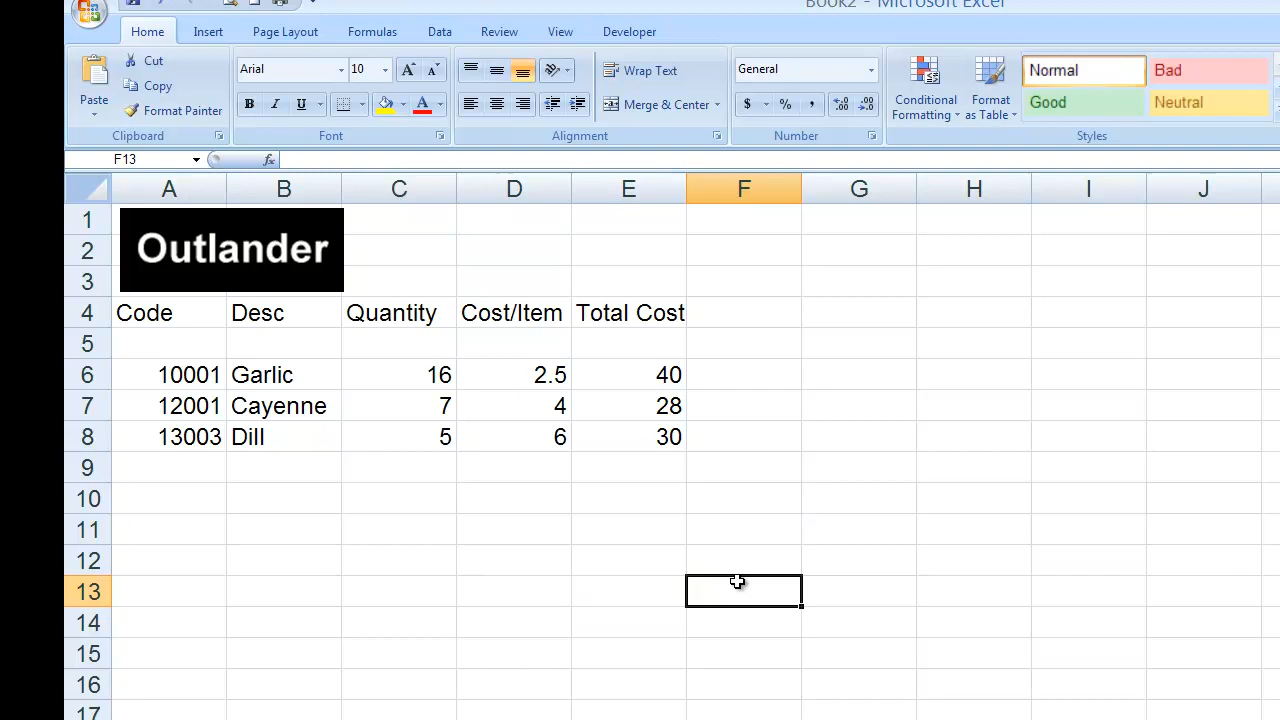 Book2 - Microsoft Excel
Home Insert Page Layout Formulas Data Review View Developer
Paste Cut Copy Format Painter
Arial 10
B I U A
Wrap Text
Merge & Center
General
$ % ,
Conditional Formatting
Format as Table
Normal Bad
Good Neutral
Clipboard Font Alignment Number Styles
F13 fx
A B C D E F G H I J
1
2 Outlander
3
4 Code Desc Quantity Cost/Item Total Cost
5
6 10001 Garlic 16 2.5 40
7 12001 Cayenne 7 4 28
8 13003 Dill 5 6 30
9
10
11
12
13
14
15
16
17